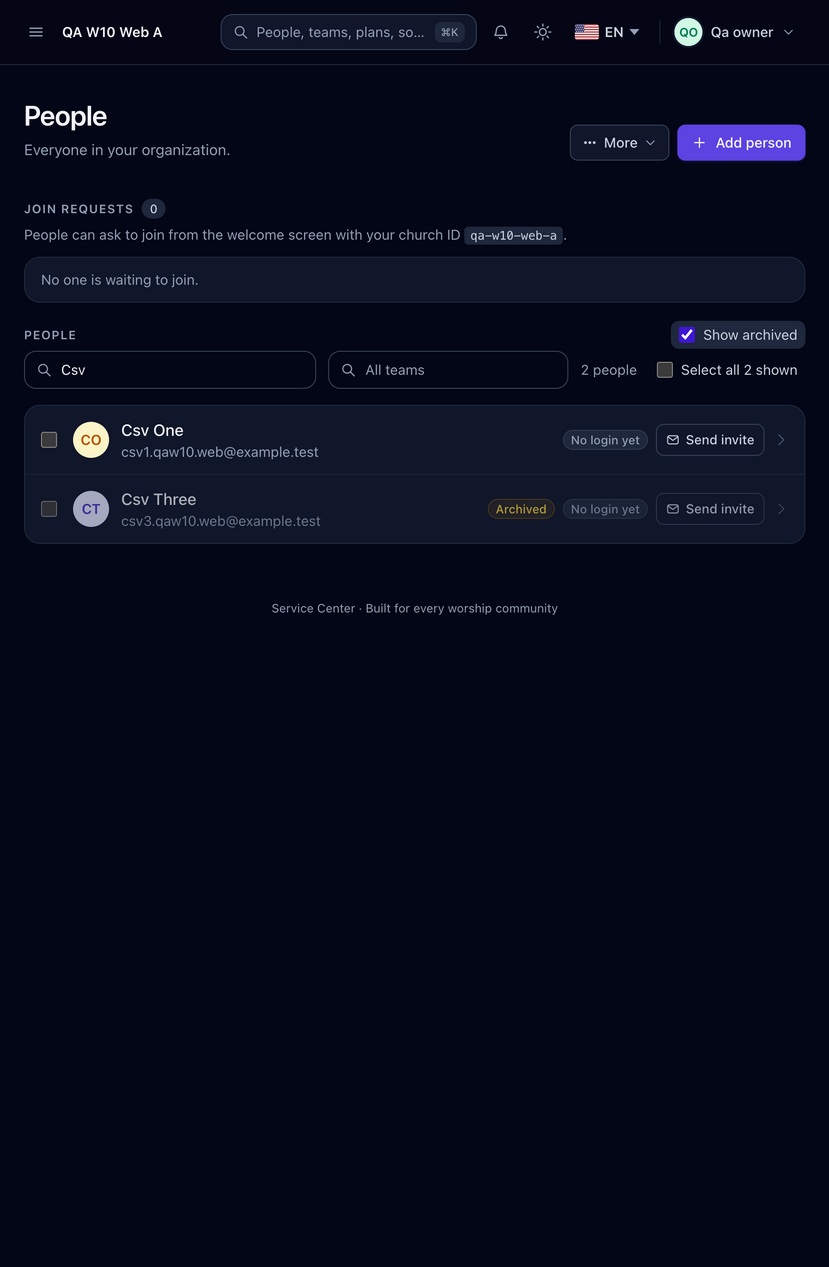 QA W10 Web A
People, teams, plans, so... ⌘K
EN
QO Qa owner
People
Everyone in your organization.
··· More
+ Add person
JOIN REQUESTS 0
People can ask to join from the welcome screen with your church ID qa-w10-web-a.
No one is waiting to join.
PEOPLE
Show archived
Csv
All teams
2 people
Select all 2 shown
CO Csv One
csv1.qaw10.web@example.test
No login yet
Send invite
CT Csv Three
csv3.qaw10.web@example.test
Archived
No login yet
Send invite
Service Center · Built for every worship community